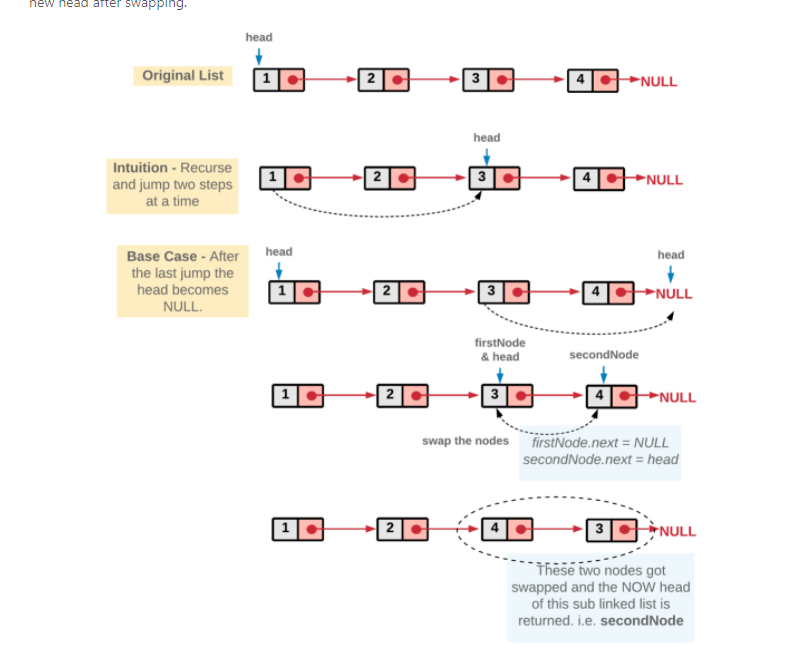 new head after swapping.
head
Original List
1 2 3 4 NULL
head
Intuition - Recurse
and jump two steps
at a time
1 2 3 4 NULL
Base Case - After
the last jump the
head becomes
NULL.
head
head
1 2 3 4 NULL
firstNode
& head
secondNode
1 2 3 4 NULL
swap the nodes
firstNode.next = NULL
secondNode.next = head
1 2 4 3 NULL
These two nodes got
swapped and the NOW head
of this sub linked list is
returned. i.e. secondNode